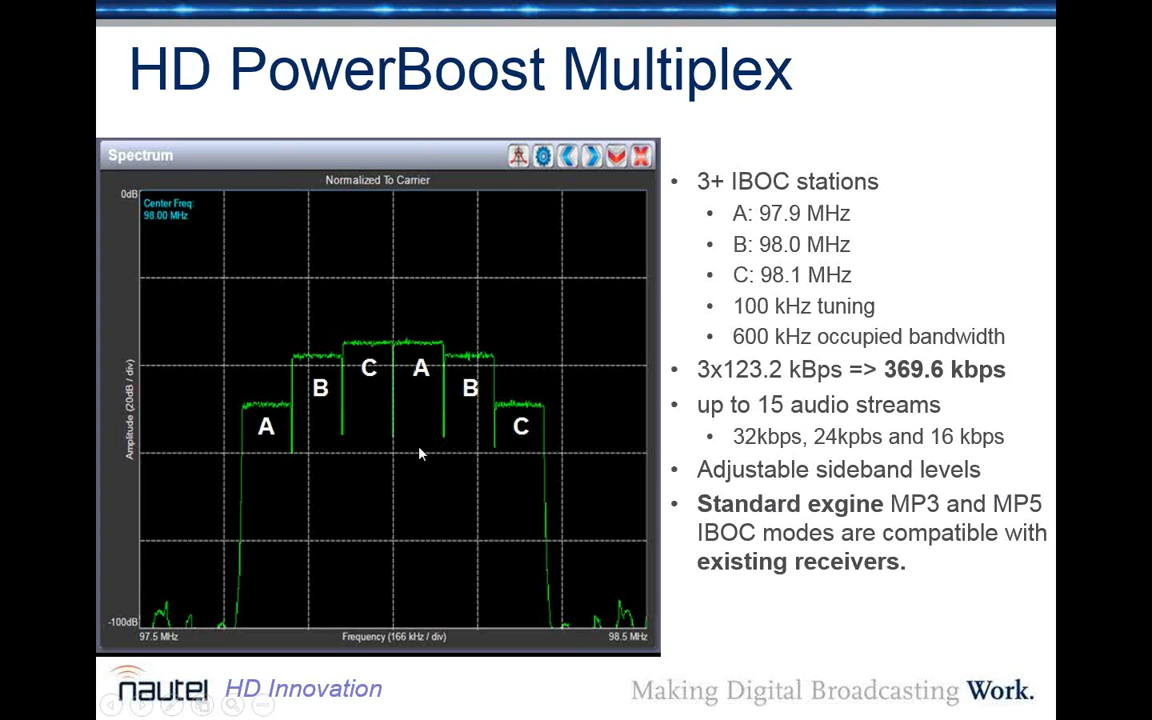 HD PowerBoost Multiplex
Spectrum
Normalized To Carrier
0dB
Center Freq:
98.00 MHz
Amplitude (20dB / div)
A
B
C
A
B
C
-100dB
97.5 MHz
Frequency (166 kHz / div)
98.5 MHz
• 3+ IBOC stations
• A: 97.9 MHz
• B: 98.0 MHz
• C: 98.1 MHz
• 100 kHz tuning
• 600 kHz occupied bandwidth
• 3x123.2 kBps => 369.6 kbps
• up to 15 audio streams
• 32kbps, 24kpbs and 16 kbps
• Adjustable sideband levels
• Standard exgine MP3 and MP5
IBOC modes are compatible with
existing receivers.
nautel HD Innovation
Making Digital Broadcasting Work.